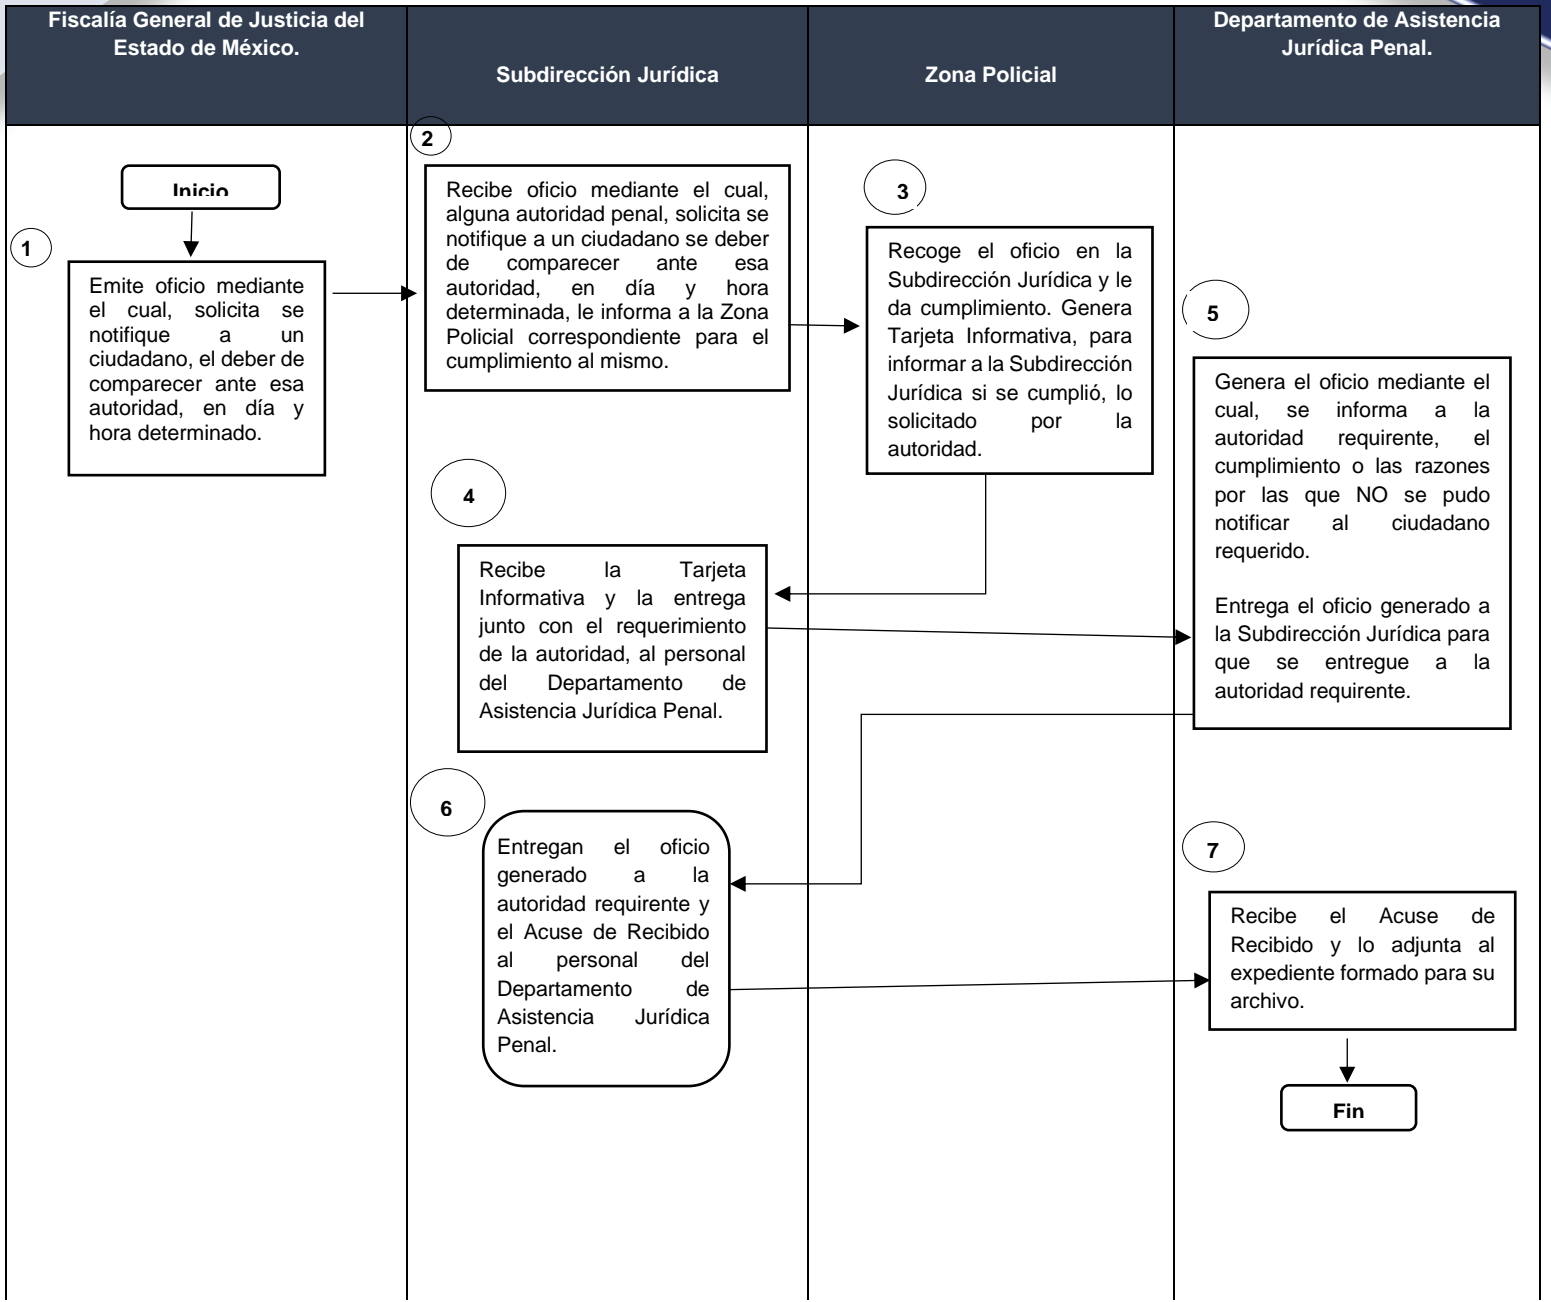 Fiscalía General de Justicia del
Estado de México.
Subdirección Jurídica
Zona Policial
Departamento de Asistencia
Jurídica Penal.
Inicio
1
Emite oficio mediante
el cual, solicita se
notifique a un
ciudadano, el deber de
comparecer ante esa
autoridad, en día y
hora determinado.
2
Recibe oficio mediante el cual,
alguna autoridad penal, solicita se
notifique a un ciudadano se deber
de comparecer ante esa
autoridad, en día y hora
determinada, le informa a la Zona
Policial correspondiente para el
cumplimiento al mismo.
3
Recoge el oficio en la
Subdirección Jurídica y le
da cumplimiento. Genera
Tarjeta Informativa, para
informar a la Subdirección
Jurídica si se cumplió, lo
solicitado por la
autoridad.
4
Recibe la Tarjeta
Informativa y la entrega
junto con el requerimiento
de la autoridad, al personal
del Departamento de
Asistencia Jurídica Penal.
5
Genera el oficio mediante el
cual, se informa a la
autoridad requirente, el
cumplimiento o las razones
por las que NO se pudo
notificar al ciudadano
requerido.
Entrega el oficio generado a
la Subdirección Jurídica para
que se entregue a la
autoridad requirente.
6
Entregan el oficio
generado a la
autoridad requirente y
el Acuse de Recibido
al personal del
Departamento de
Asistencia Jurídica
Penal.
7
Recibe el Acuse de
Recibido y lo adjunta al
expediente formado para su
archivo.
Fin